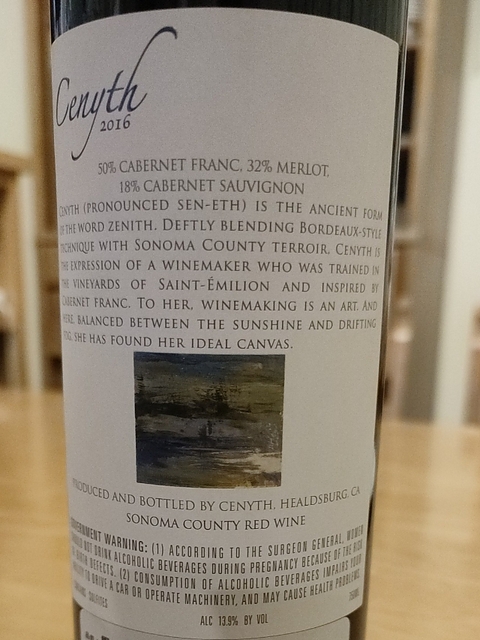 Cenyth
2016
50% CABERNET FRANC, 32% MERLOT,
18% CABERNET SAUVIGNON
CENYTH (PRONOUNCED SEN-ETH) IS THE ANCIENT FORM
OF THE WORD ZENITH. DEFTLY BLENDING BORDEAUX-STYLE
TECHNIQUE WITH SONOMA COUNTY TERROIR, CENYTH IS
THE EXPRESSION OF A WINEMAKER WHO WAS TRAINED IN
THE VINEYARDS OF SAINT-ÉMILION AND INSPIRED BY
CABERNET FRANC. TO HER, WINEMAKING IS AN ART. AND
HERE, BALANCED BETWEEN THE SUNSHINE AND DRIFTING
FOG, SHE HAS FOUND HER IDEAL CANVAS.
PRODUCED AND BOTTLED BY CENYTH, HEALDSBURG, CA
SONOMA COUNTY RED WINE
GOVERNMENT WARNING: (1) ACCORDING TO THE SURGEON GENERAL, WOMEN
SHOULD NOT DRINK ALCOHOLIC BEVERAGES DURING PREGNANCY BECAUSE OF THE RISK
OF BIRTH DEFECTS. (2) CONSUMPTION OF ALCOHOLIC BEVERAGES IMPAIRS YOUR
ABILITY TO DRIVE A CAR OR OPERATE MACHINERY, AND MAY CAUSE HEALTH PROBLEMS.
CONTAINS SULFITES 750ML
ALC 13.9% BY VOL